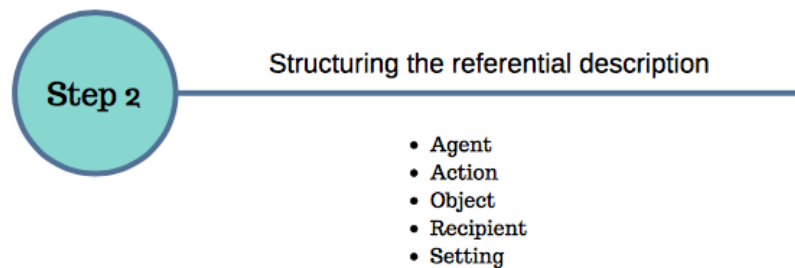 Step 2
Structuring the referential description
• Agent
• Action
• Object
• Recipient
• Setting